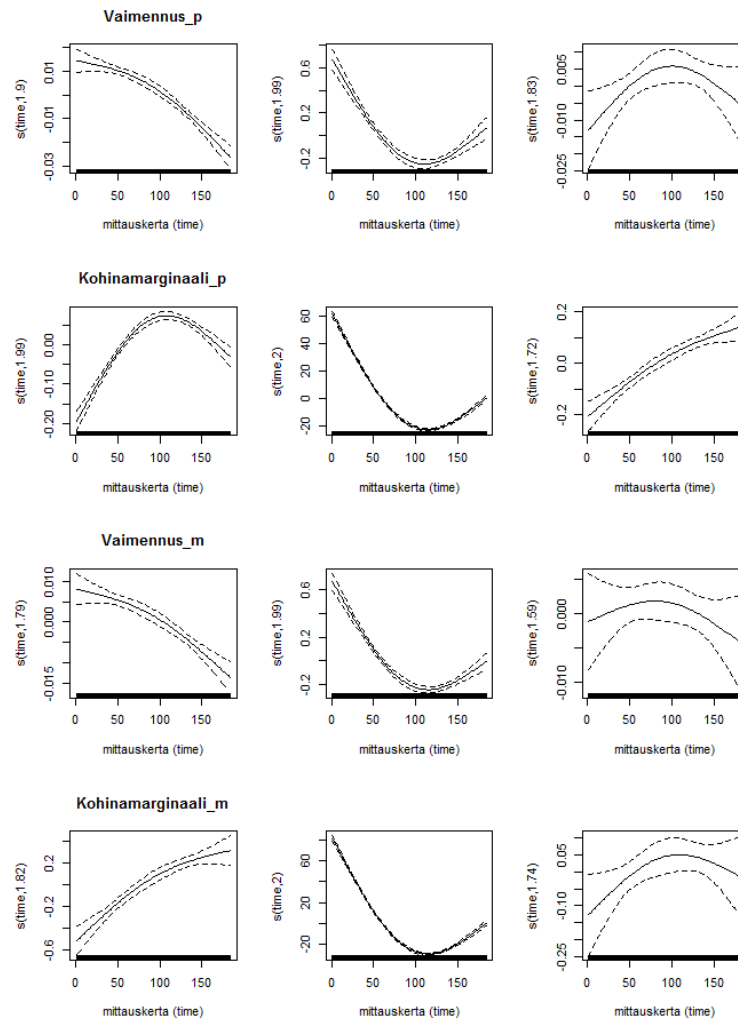 Vaimennus_p
s(time,1.9)
0.01
-0.01
-0.03
0 50 100 150
mittauskerta (time)
s(time,1.99)
0.6
0.2
-0.2
0 50 100 150
mittauskerta (time)
s(time,1.83)
0.005
-0.010
-0.025
0 50 100 150
mittauskerta (time)
Kohinamarginaali_p
s(time,1.99)
0.00
-0.10
-0.20
0 50 100 150
mittauskerta (time)
s(time,2)
60
40
20
0
-20
0 50 100 150
mittauskerta (time)
s(time,1.72)
0.2
0.0
-0.2
0 50 100 150
mittauskerta (time)
Vaimennus_m
s(time,1.79)
0.010
0.000
-0.015
0 50 100 150
mittauskerta (time)
s(time,1.99)
0.6
0.2
-0.2
0 50 100 150
mittauskerta (time)
s(time,1.59)
0.000
-0.010
0 50 100 150
mittauskerta (time)
Kohinamarginaali_m
s(time,1.82)
0.2
-0.2
-0.6
0 50 100 150
mittauskerta (time)
s(time,2)
60
20
-20
0 50 100 150
mittauskerta (time)
s(time,1.74)
0.05
-0.10
-0.25
0 50 100 150
mittauskerta (time)